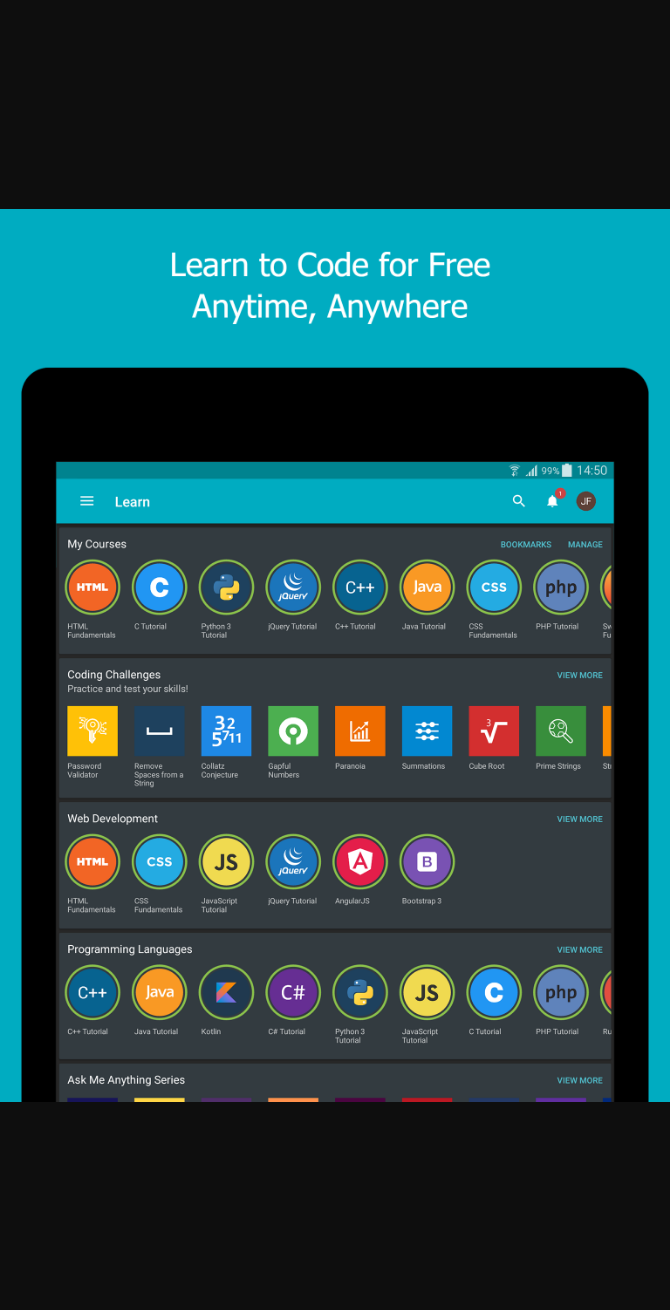 Learn to Code for Free
Anytime, Anywhere
99% 14:50
Learn
1
JF
My Courses
BOOKMARKS MANAGE
HTML C jQuery C++ Java CSS php
HTML Fundamentals
C Tutorial
Python 3 Tutorial
jQuery Tutorial
C++ Tutorial
Java Tutorial
CSS Fundamentals
PHP Tutorial
Sw
Fu
Coding Challenges
VIEW MORE
Practice and test your skills!
32
5711
3√
Password Validator
Remove Spaces from a String
Collatz Conjecture
Gapful Numbers
Paranoia
Summations
Cube Root
Prime Strings
Str
Web Development
VIEW MORE
HTML CSS JS jQuery A B
HTML Fundamentals
CSS Fundamentals
JavaScript Tutorial
jQuery Tutorial
AngularJS
Bootstrap 3
Programming Languages
VIEW MORE
C++ Java C# JS C php
C++ Tutorial
Java Tutorial
Kotlin
C# Tutorial
Python 3 Tutorial
JavaScript Tutorial
C Tutorial
PHP Tutorial
Ru
Ask Me Anything Series
VIEW MORE